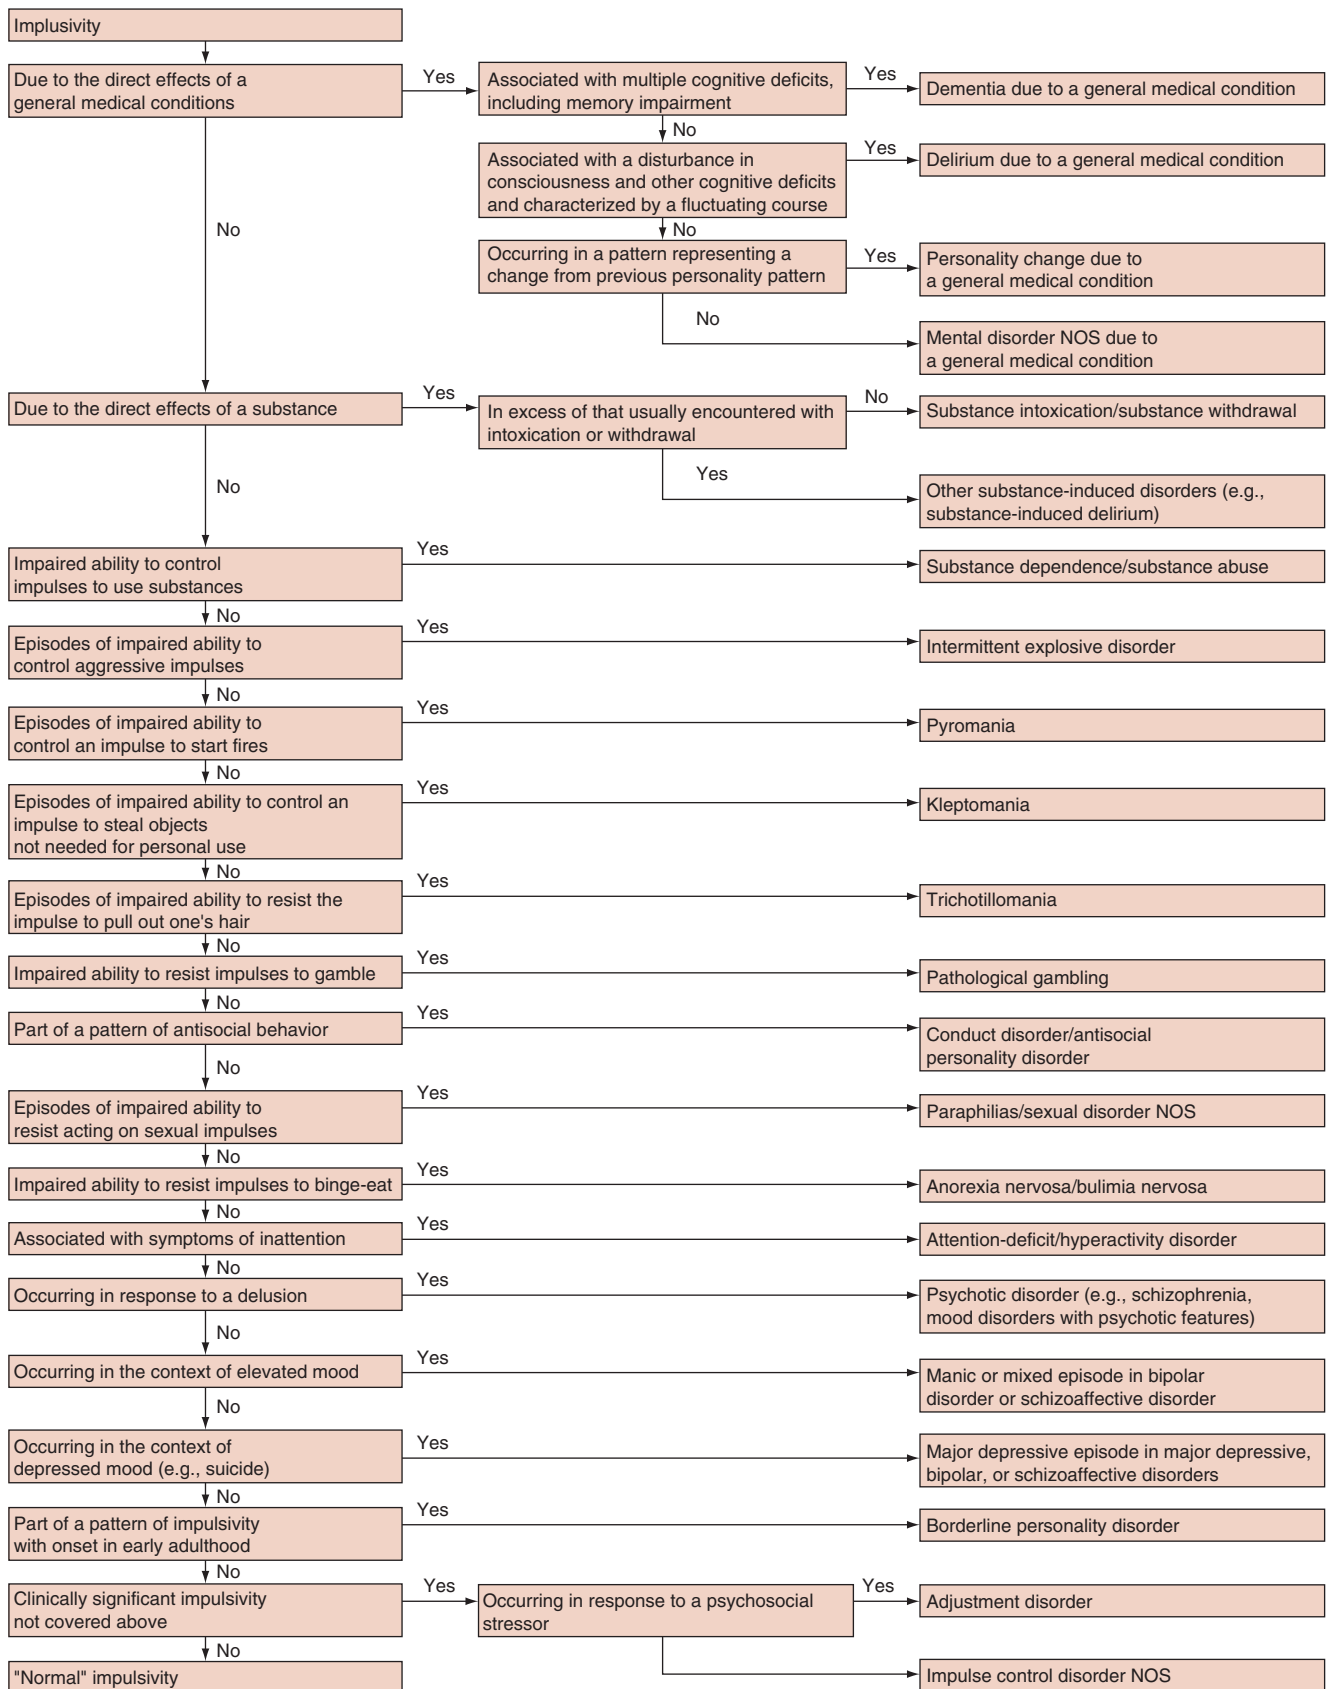 Implusivity
Due to the direct effects of a
general medical conditions
Yes
Associated with multiple cognitive deficits,
including memory impairment
Yes
Dementia due to a general medical condition
No
Associated with a disturbance in
consciousness and other cognitive deficits
and characterized by a fluctuating course
Yes
Delirium due to a general medical condition
No
No
Occurring in a pattern representing a
change from previous personality pattern
Yes
Personality change due to
a general medical condition
No
Mental disorder NOS due to
a general medical condition
Due to the direct effects of a substance
Yes
In excess of that usually encountered with
intoxication or withdrawal
No
Substance intoxication/substance withdrawal
Yes
No
Other substance-induced disorders (e.g.,
substance-induced delirium)
Impaired ability to control
impulses to use substances
Yes
Substance dependence/substance abuse
No
Episodes of impaired ability to
control aggressive impulses
Yes
Intermittent explosive disorder
No
Episodes of impaired ability to
control an impulse to start fires
Yes
Pyromania
No
Episodes of impaired ability to control an
impulse to steal objects
not needed for personal use
Yes
Kleptomania
No
Episodes of impaired ability to resist the
impulse to pull out one's hair
Yes
Trichotillomania
No
Impaired ability to resist impulses to gamble
Yes
Pathological gambling
No
Part of a pattern of antisocial behavior
Yes
Conduct disorder/antisocial
personality disorder
No
Episodes of impaired ability to
resist acting on sexual impulses
Yes
Paraphilias/sexual disorder NOS
No
Impaired ability to resist impulses to binge-eat
Yes
Anorexia nervosa/bulimia nervosa
No
Associated with symptoms of inattention
Yes
Attention-deficit/hyperactivity disorder
No
Occurring in response to a delusion
Yes
Psychotic disorder (e.g., schizophrenia,
mood disorders with psychotic features)
No
Occurring in the context of elevated mood
Yes
Manic or mixed episode in bipolar
disorder or schizoaffective disorder
No
Occurring in the context of
depressed mood (e.g., suicide)
Yes
Major depressive episode in major depressive,
bipolar, or schizoaffective disorders
No
Part of a pattern of impulsivity
with onset in early adulthood
Yes
Borderline personality disorder
No
Clinically significant impulsivity
not covered above
Yes
Occurring in response to a psychosocial
stressor
Yes
Adjustment disorder
No
"Normal" impulsivity
Impulse control disorder NOS